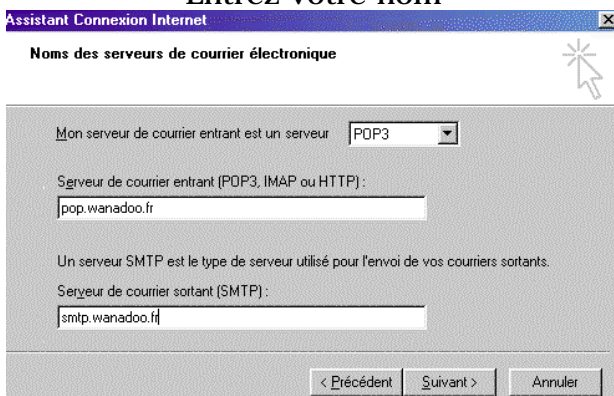 Entrez votre nom
Assistant Connexion Internet
Noms des serveurs de courrier électronique
Mon serveur de courrier entrant est un serveur POP3
Serveur de courrier entrant (POP3, IMAP ou HTTP) :
pop.wanadoo.fr
Un serveur SMTP est le type de serveur utilisé pour l'envoi de vos courriers sortants.
Serveur de courrier sortant (SMTP) :
smtp.wanadoo.fr
< Précédent Suivant > Annuler